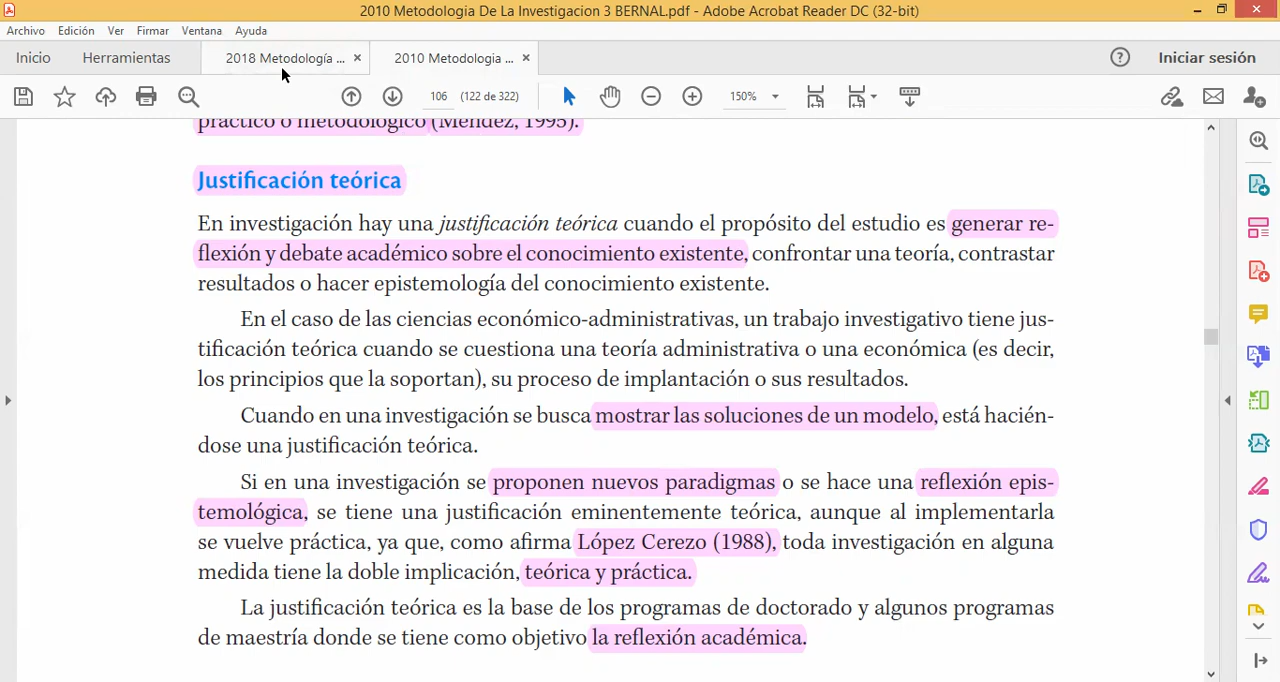 2010 Metodologia De La Investigacion 3 BERNAL.pdf - Adobe Acrobat Reader DC (32-bit)
Archivo Edición Ver Firmar Ventana Ayuda
Inicio Herramientas 2018 Metodología ... × 2010 Metodologia ... × Iniciar sesión
106 (122 de 322) 150%
práctico o metodológico (Méndez, 1995).
Justificación teórica
En investigación hay una justificación teórica cuando el propósito del estudio es generar re-
flexión y debate académico sobre el conocimiento existente, confrontar una teoría, contrastar
resultados o hacer epistemología del conocimiento existente.
En el caso de las ciencias económico-administrativas, un trabajo investigativo tiene jus-
tificación teórica cuando se cuestiona una teoría administrativa o una económica (es decir,
los principios que la soportan), su proceso de implantación o sus resultados.
Cuando en una investigación se busca mostrar las soluciones de un modelo, está hacién-
dose una justificación teórica.
Si en una investigación se proponen nuevos paradigmas o se hace una reflexión epis-
temológica, se tiene una justificación eminentemente teórica, aunque al implementarla
se vuelve práctica, ya que, como afirma López Cerezo (1988), toda investigación en alguna
medida tiene la doble implicación, teórica y práctica.
La justificación teórica es la base de los programas de doctorado y algunos programas
de maestría donde se tiene como objetivo la reflexión académica.